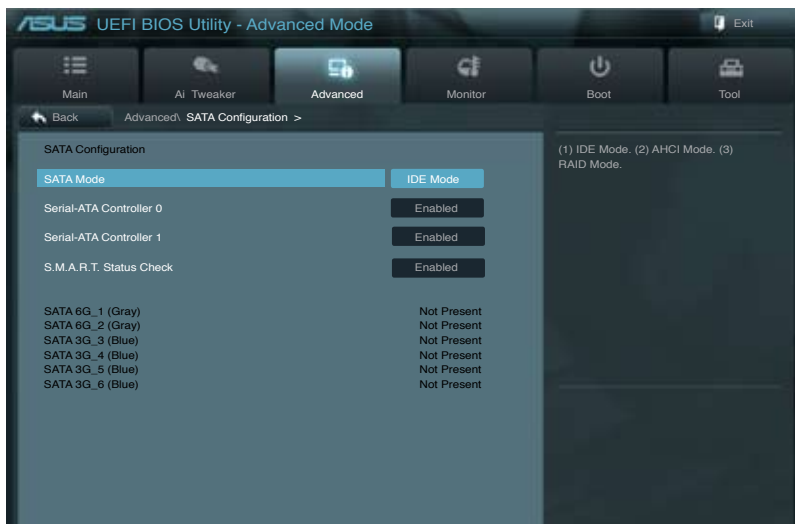 ASUS UEFI BIOS Utility - Advanced Mode
Exit
Main Ai Tweaker Advanced Monitor Boot Tool
Back Advanced\ SATA Configuration >
SATA Configuration
SATA Mode IDE Mode
Serial-ATA Controller 0 Enabled
Serial-ATA Controller 1 Enabled
S.M.A.R.T. Status Check Enabled
SATA 6G_1 (Gray) Not Present
SATA 6G_2 (Gray) Not Present
SATA 3G_3 (Blue) Not Present
SATA 3G_4 (Blue) Not Present
SATA 3G_5 (Blue) Not Present
SATA 3G_6 (Blue) Not Present
(1) IDE Mode. (2) AHCI Mode. (3)
RAID Mode.